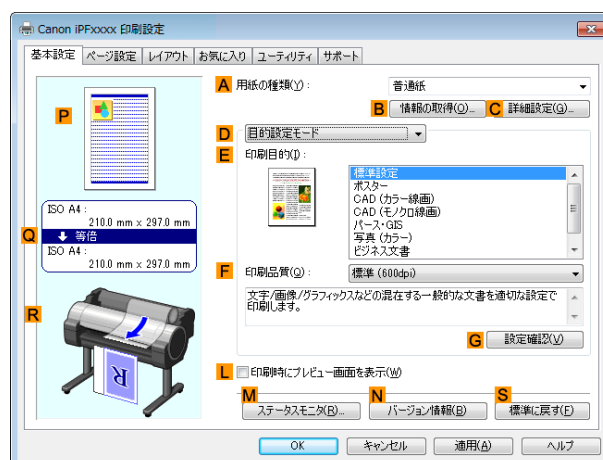 Canon iPFxxxx 印刷設定
基本設定 ページ設定 レイアウト お気に入り ユーティリティ サポート
P
ISO A4 :
210.0 mm x 297.0 mm
Q
等倍
ISO A4 :
210.0 mm x 297.0 mm
R
R
A 用紙の種類(Y) : 普通紙
B 情報の取得(O)... C 詳細設定(G)...
D 目的設定モード
E 印刷目的(I) :
標準設定
ポスター
CAD (カラー線画)
CAD (モノクロ線画)
パース・GIS
写真 (カラー)
ビジネス文書
F 印刷品質(Q) : 標準 (600dpi)
文字/画像/グラフィックスなどの混在する一般的な文書を適切な設定で
印刷します。
G 設定確認(V)
L 印刷時にプレビュー画面を表示(W)
M ステータスモニタ(R)... N バージョン情報(B) S 標準に戻す(F)
OK キャンセル 適用(A) ヘルプ